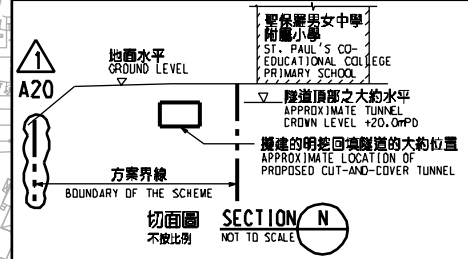 聖保羅男女中學
附屬小學
ST. PAUL'S CO-
EDUCATIONAL COLLEGE
PRIMARY SCHOOL
1
A20
地面水平
GROUND LEVEL
隧道頂部之大約水平
APPROXIMATE TUNNEL
CROWN LEVEL +20.0mPD
擬建的明挖回填隧道的大約位置
APPROXIMATE LOCATION OF
PROPOSED CUT-AND-COVER TUNNEL
方案界線
BOUNDARY OF THE SCHEME
切面圖 SECTION N
不按比例 NOT TO SCALE